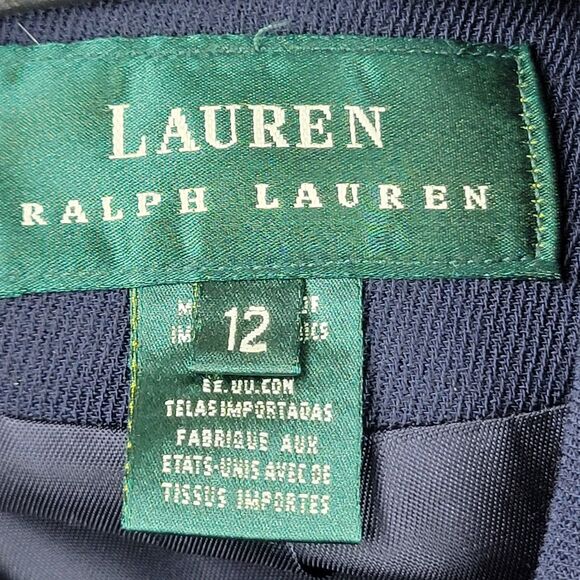 LAUREN
RALPH LAUREN
12
EE.UU.CON
TELAS IMPORTADAS
FABRIQUE AUX
ETATS-UNIS AVEC DE
TISSUS IMPORTES